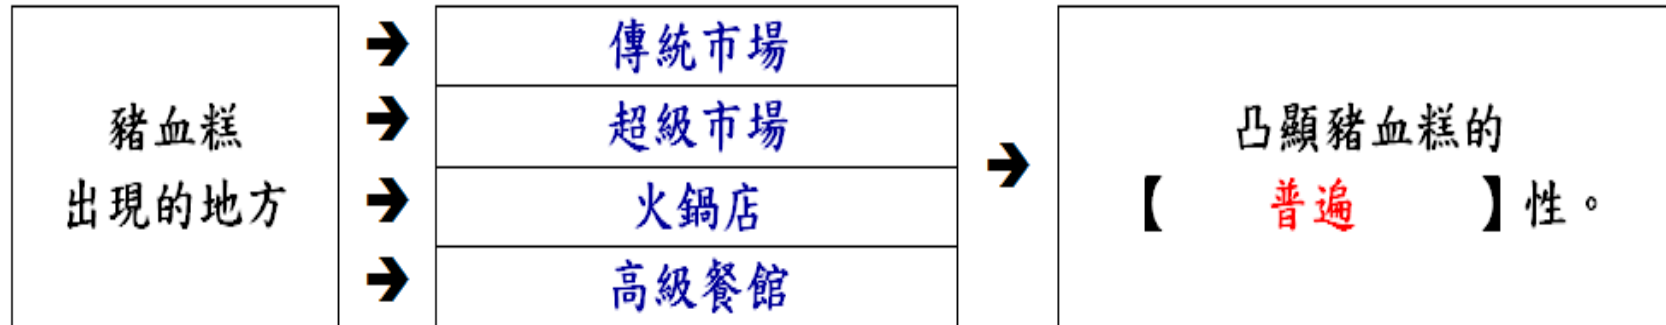 豬血糕
出現的地方
➔ 傳統市場
➔ 超級市場
➔ 火鍋店
➔ 高級餐館
➔
凸顯豬血糕的
【 普遍 】性。